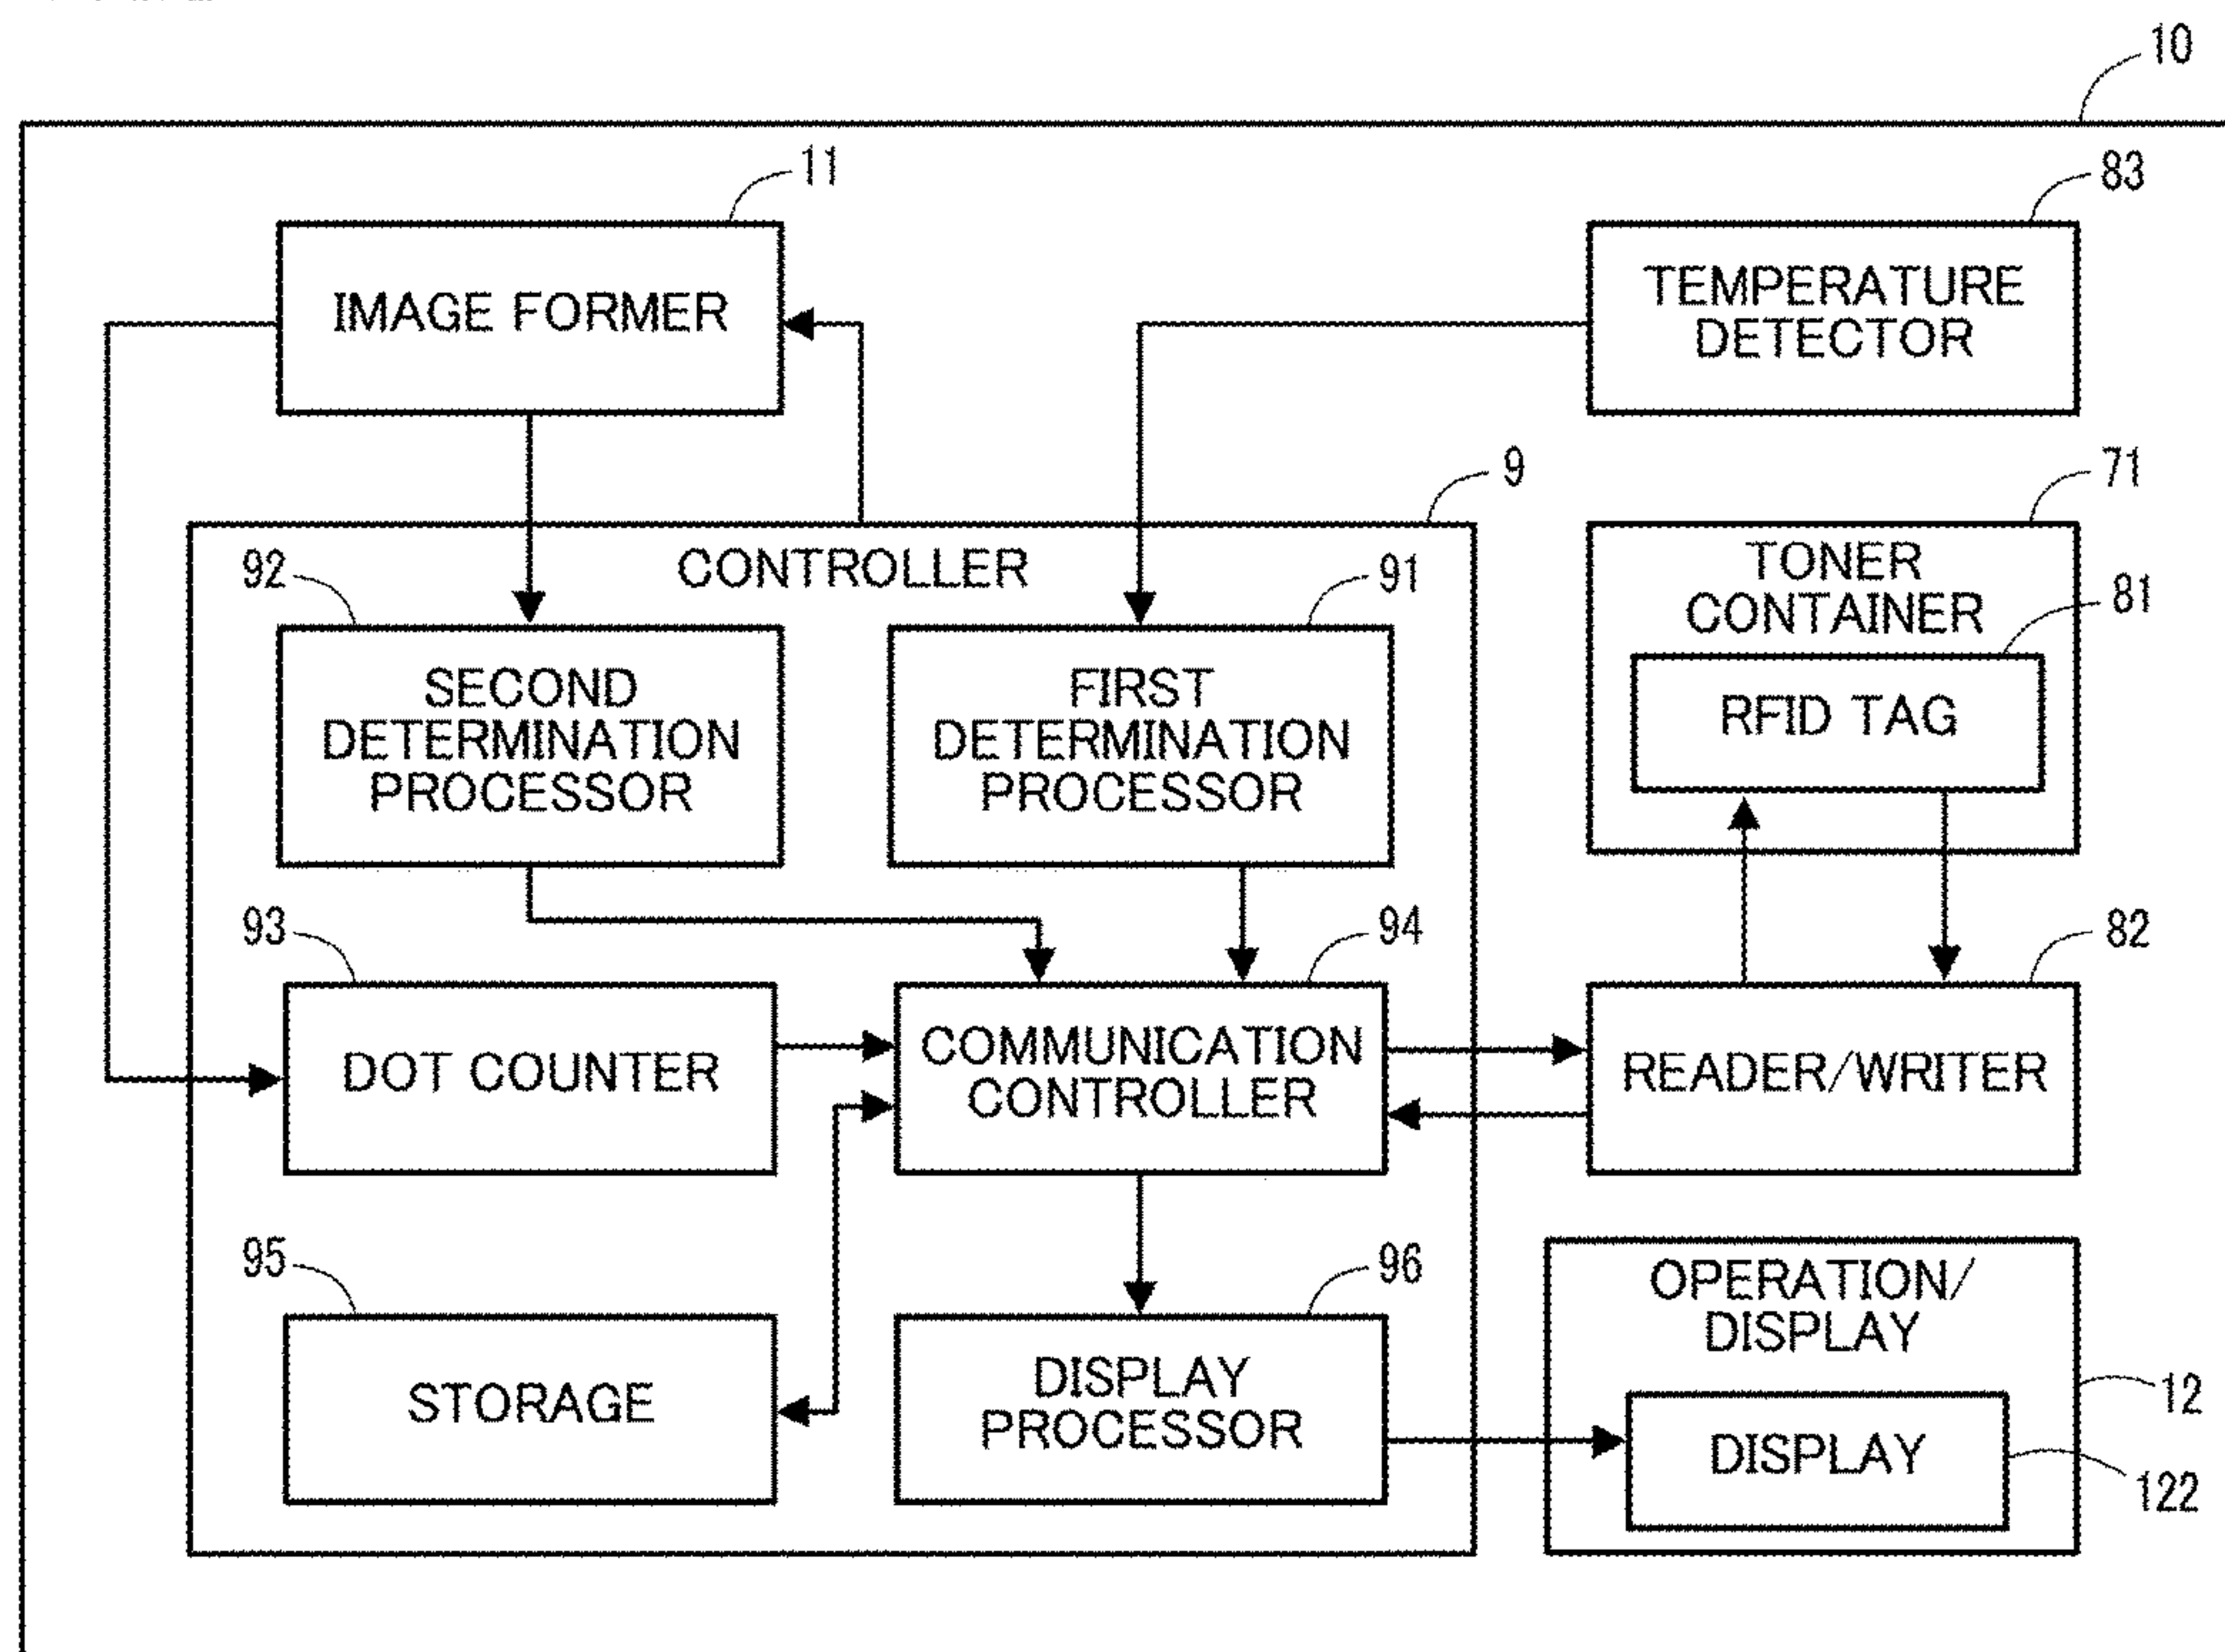 10
11
83
IMAGE FORMER
TEMPERATURE
DETECTOR
9
71
CONTROLLER
92
91
TONER
CONTAINER
81
SECOND
DETERMINATION
PROCESSOR
FIRST
DETERMINATION
PROCESSOR
RFID TAG
93
94
82
DOT COUNTER
COMMUNICATION
CONTROLLER
READER/WRITER
95
96
OPERATION/
DISPLAY
12
STORAGE
DISPLAY
PROCESSOR
DISPLAY
122